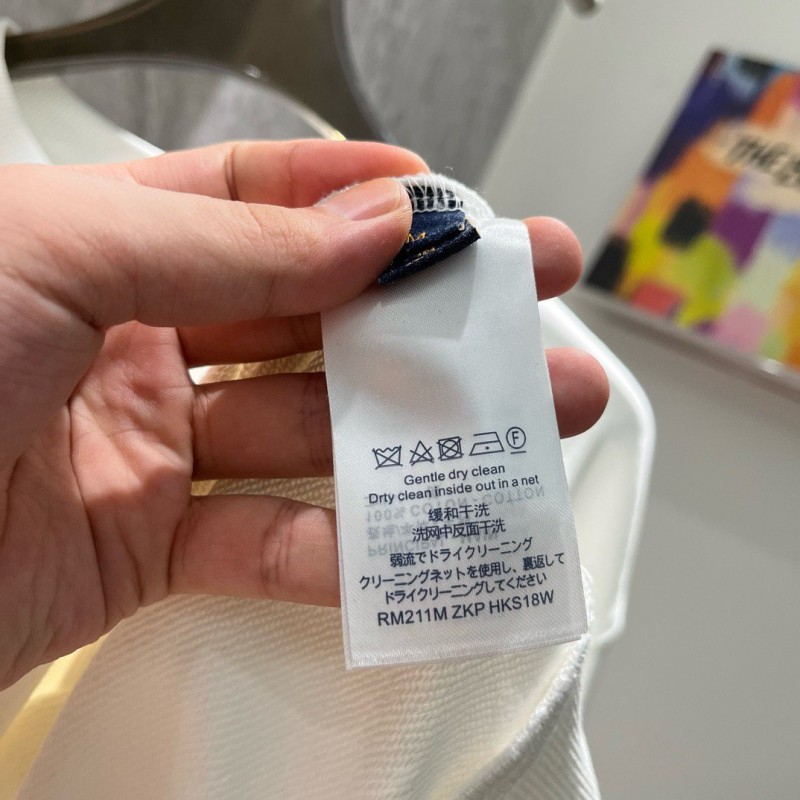 F
Gentle dry clean
Drty clean inside out in a net
缓和干洗
洗网中反面干洗
弱流でドライクリーニング
クリーニングネットを使用し、裏返して
ドライクリーニングしてください
RM211M ZKP HKS18W
THE